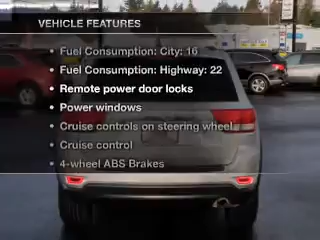 VEHICLE FEATURES
• Fuel Consumption: City: 16
• Fuel Consumption: Highway: 22
• Remote power door locks
• Power windows
• Cruise controls on steering wheel
• Cruise control
• 4-wheel ABS Brakes